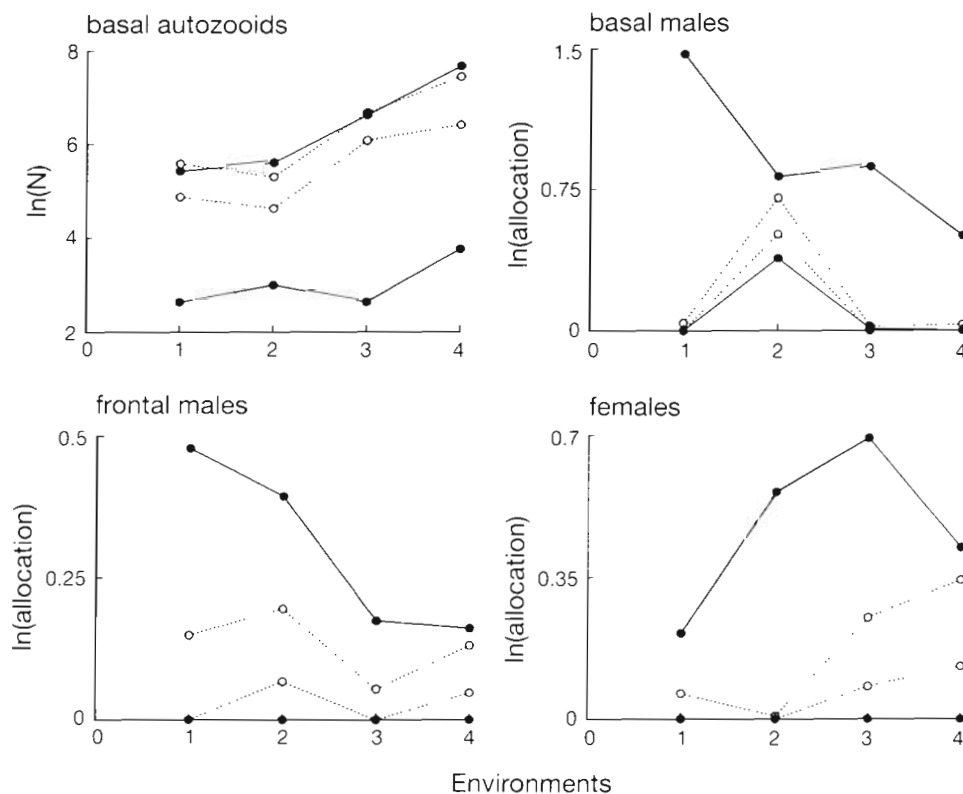 basal autozooids
8
6
4
2
ln(N)
0 1 2 3 4
basal males
1.5
0.75
0
ln(allocation)
0 1 2 3 4
frontal males
0.5
0.25
0
ln(allocation)
0 1 2 3 4
females
0.7
0.35
0
ln(allocation)
0 1 2 3 4
Environments